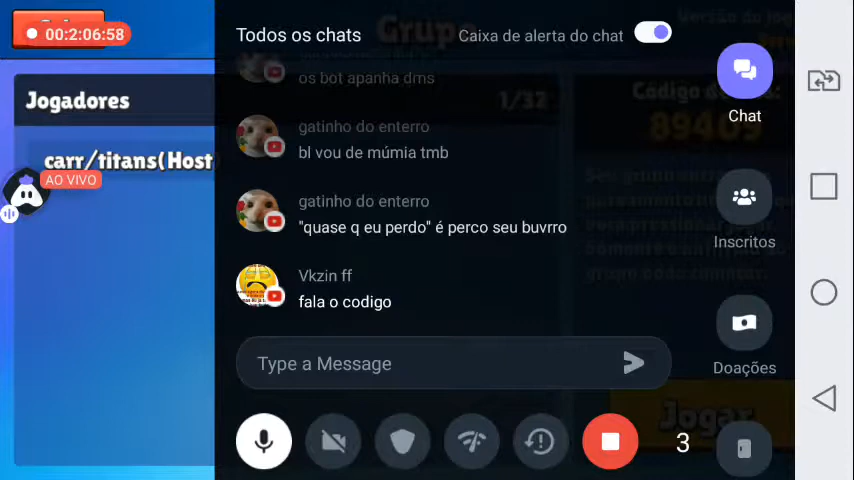 00:2:06:58
Todos os chats
Caixa de alerta do chat
Grupo
Jogadores
1/32
89409
carr/titans(Host
AO VIVO
os bot apanha dms
gatinho do enterro
bl vou de múmia tmb
gatinho do enterro
"quase q eu perdo" é perco seu buvrro
Vkzin ff
fala o codigo
Type a Message
3
Chat
Inscritos
Doações
Jogar